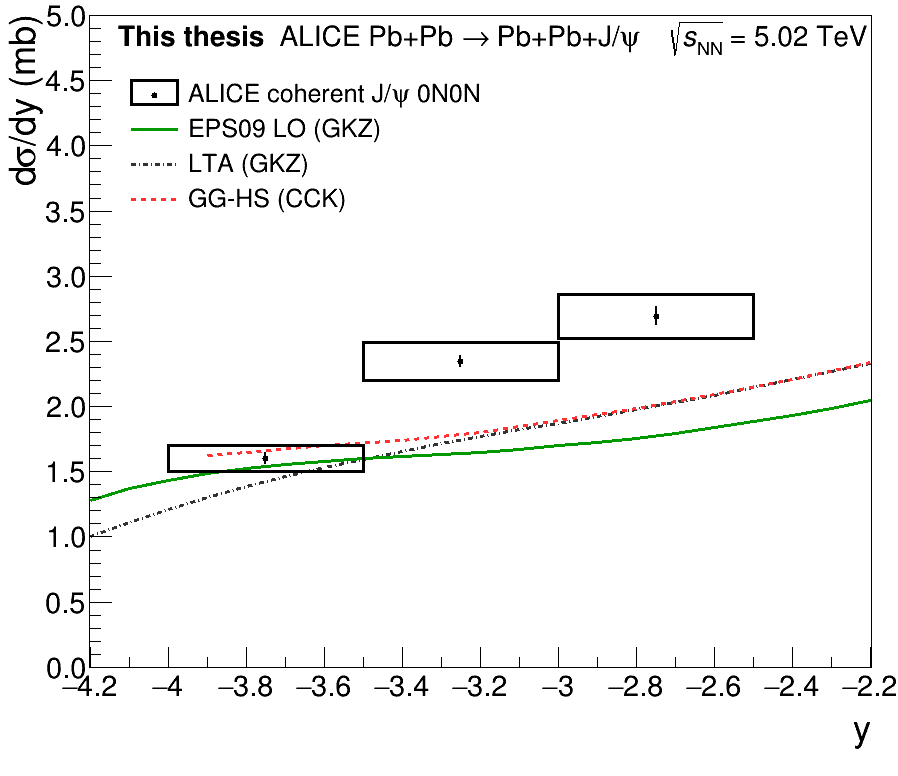 This thesis ALICE Pb+Pb → Pb+Pb+J/ψ √sNN = 5.02 TeV
ALICE coherent J/ψ 0N0N
EPS09 LO (GKZ)
LTA (GKZ)
GG-HS (CCK)
dσ/dy (mb)
5.0
4.5
4.0
3.5
3.0
2.5
2.0
1.5
1.0
0.5
0.0
−4.2 −4 −3.8 −3.6 −3.4 −3.2 −3 −2.8 −2.6 −2.4 −2.2
y